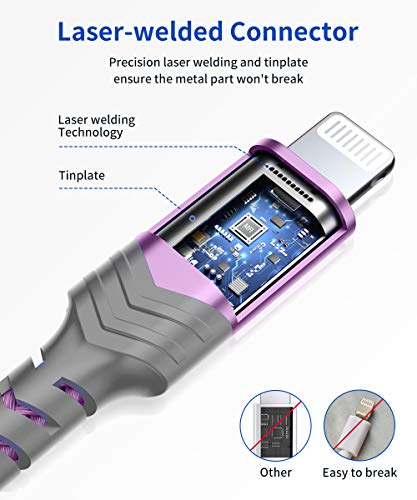 Laser-welded Connector
Precision laser welding and tinplate
ensure the metal part won't break
Laser welding
Technology
Tinplate
MFi
Other
Easy to break